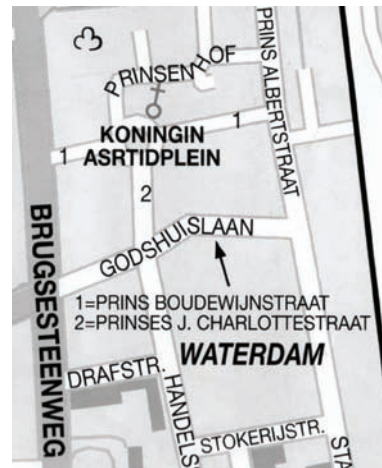 PRINSENHOF
PRINS ALBERTSTRAAT
KONINGIN
ASRTIDPLEIN
1
1
2
BRUGSESTEENWEG
GODSHUISLAAN
1=PRINS BOUDEWIJNSTRAAT
2=PRINSES J. CHARLOTTESTRAAT
WATERDAM
DRAFSTR.
HANDELS
STOKERIJSTR.
STA